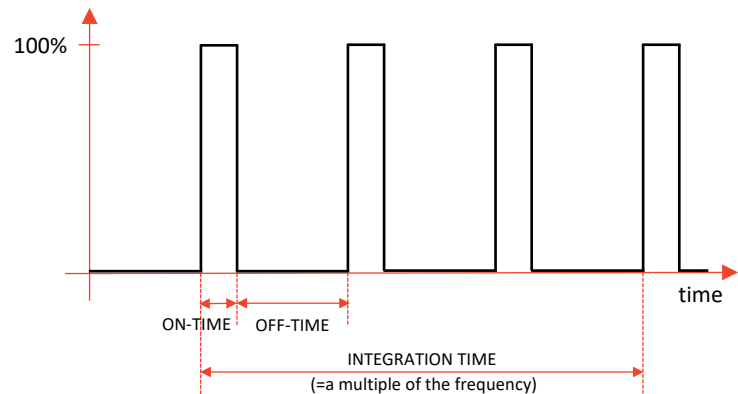 100%
time
ON-TIME
OFF-TIME
INTEGRATION TIME
(=a multiple of the frequency)